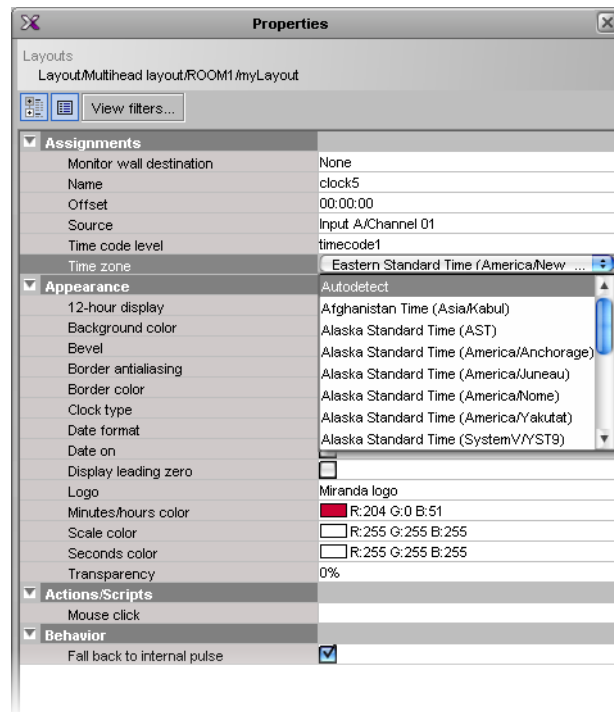 Properties
Layouts
Layout/Multihead layout/ROOM1/myLayout
View filters...
Assignments
Monitor wall destination None
Name clock5
Offset 00:00:00
Source Input A/Channel 01
Time code level timecode1
Time zone Eastern Standard Time (America/New ...
Appearance Autodetect
12-hour display Afghanistan Time (Asia/Kabul)
Background color Alaska Standard Time (AST)
Bevel Alaska Standard Time (America/Anchorage)
Border antialiasing Alaska Standard Time (America/Juneau)
Border color Alaska Standard Time (America/Nome)
Clock type Alaska Standard Time (America/Yakutat)
Date format Alaska Standard Time (SystemV/YST9)
Date on
Display leading zero
Logo Miranda logo
Minutes/hours color R:204 G:0 B:51
Scale color R:255 G:255 B:255
Seconds color R:255 G:255 B:255
Transparency 0%
Actions/Scripts
Mouse click
Behavior
Fall back to internal pulse